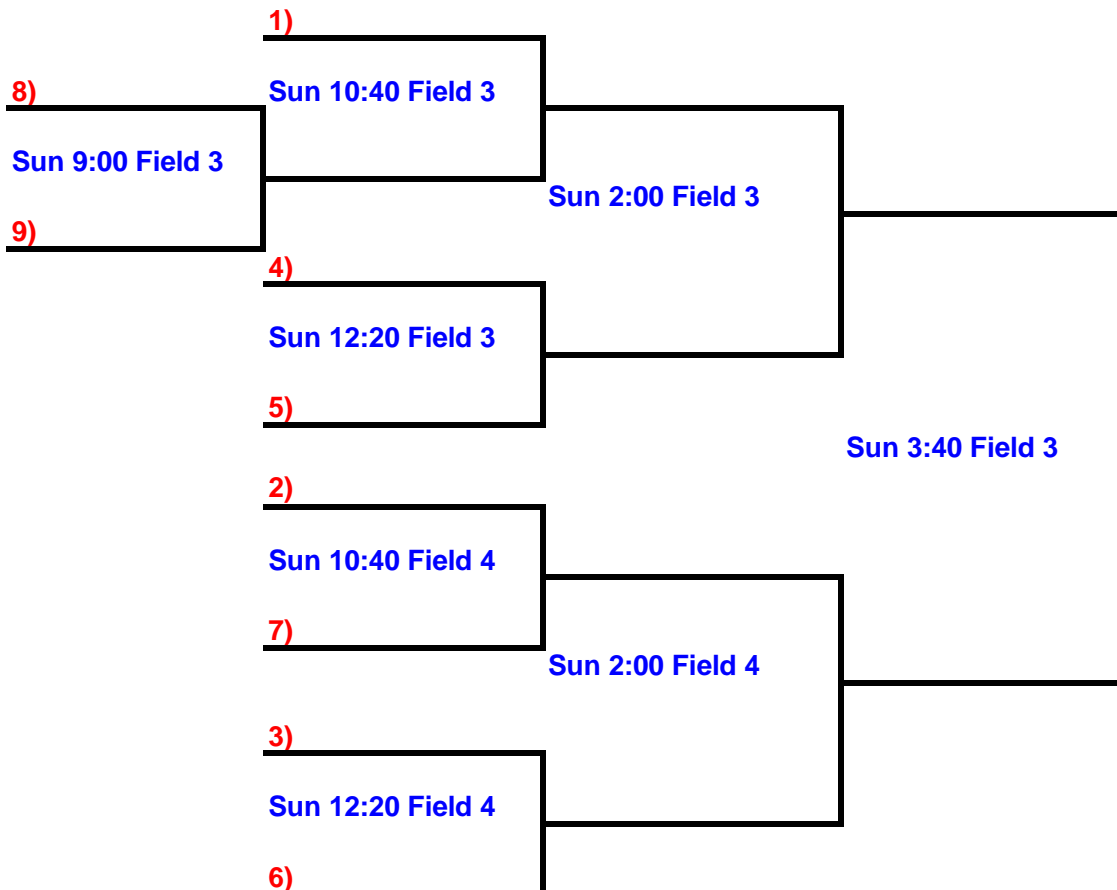 1)
8)
Sun 10:40 Field 3
Sun 9:00 Field 3
Sun 2:00 Field 3
9)
4)
Sun 12:20 Field 3
5)
Sun 3:40 Field 3
2)
Sun 10:40 Field 4
7)
Sun 2:00 Field 4
3)
Sun 12:20 Field 4
6)